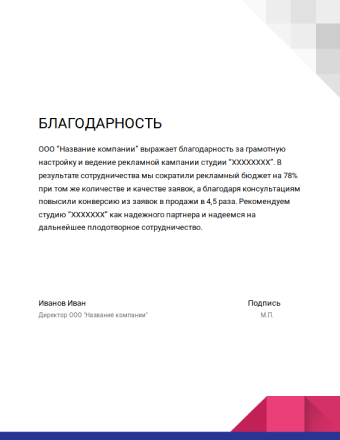 БЛАГОДАРНОСТЬ
ООО "Название компании" выражает благодарность за грамотную
настройку и ведение рекламной кампании студии "XXXXXXXX". В
результате сотрудничества мы сократили рекламный бюджет на 78%
при том же количестве и качестве заявок, а благодаря консультациям
повысили конверсию из заявок в продажи в 4,5 раза. Рекомендуем
студию "XXXXXXX" как надежного партнера и надеемся на
дальнейшее плодотворное сотрудничество.
Иванов Иван
Подпись
Директор ООО "Название компании"
М.П.